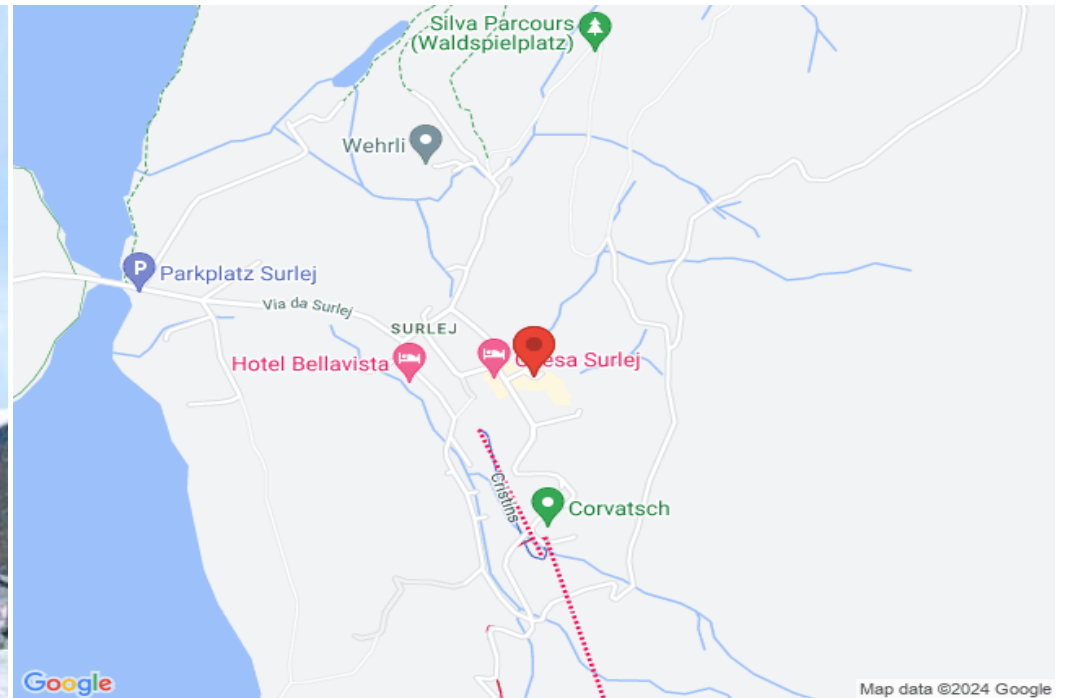 Silva Parcours
(Waldspielplatz)
Wehrli
Parkplatz Surlej
Via da Surlej
SURLEJ
Hotel Bellavista
Surlej
Cristins
Corvatsch
Google
Map data ©2024 Google